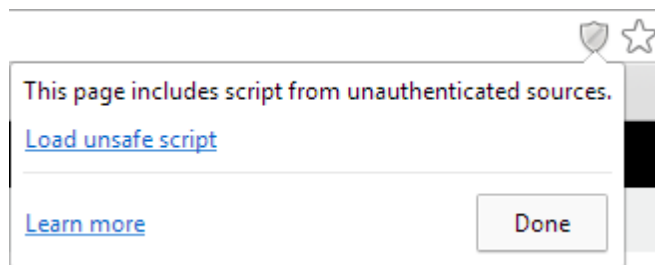 This page includes script from unauthenticated sources.
Load unsafe script
Learn more
Done